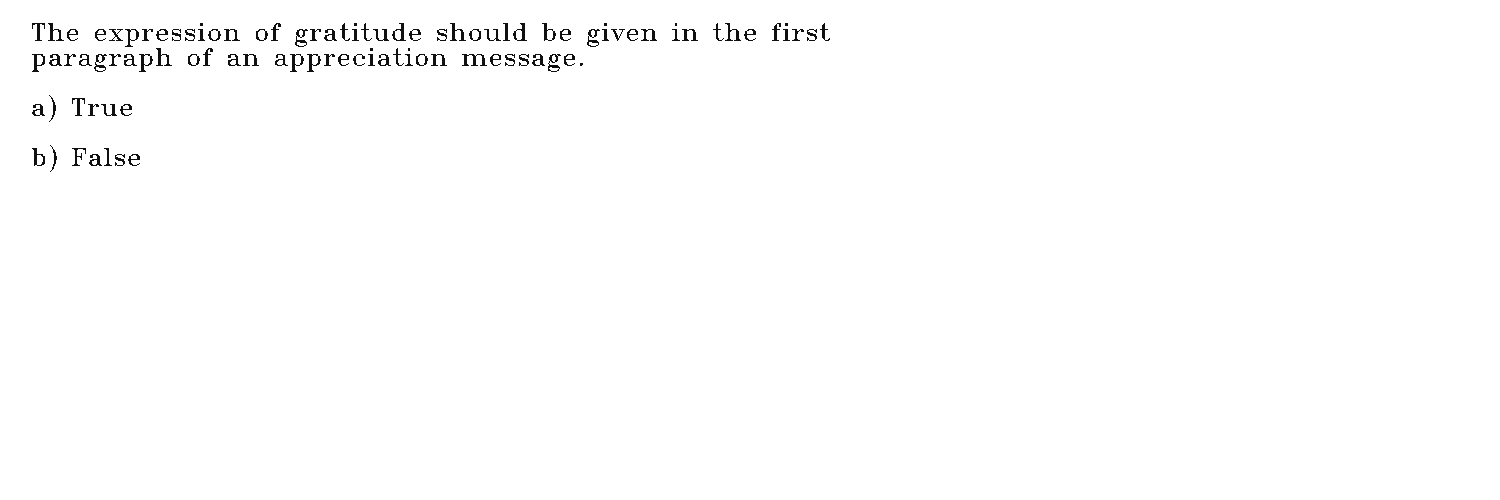 The expression of gratitude should be given in the first
paragraph of an appreciation message.
a) True
b) False